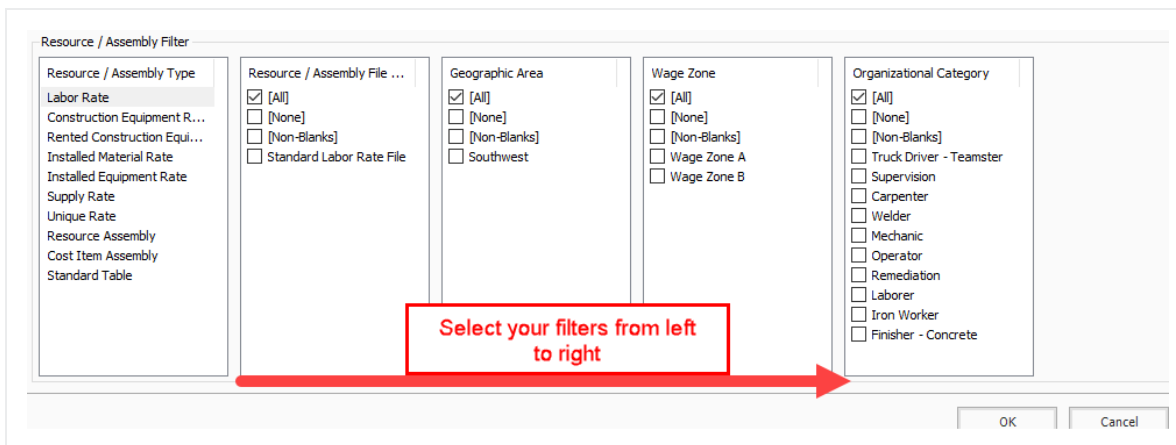 Resource / Assembly Filter
Resource / Assembly Type
Labor Rate
Construction Equipment R...
Rented Construction Equi...
Installed Material Rate
Installed Equipment Rate
Supply Rate
Unique Rate
Resource Assembly
Cost Item Assembly
Standard Table
Resource / Assembly File ...
[All]
[None]
[Non-Blanks]
Standard Labor Rate File
Geographic Area
[All]
[None]
[Non-Blanks]
Southwest
Wage Zone
[All]
[None]
[Non-Blanks]
Wage Zone A
Wage Zone B
Organizational Category
[All]
[None]
[Non-Blanks]
Truck Driver - Teamster
Supervision
Carpenter
Welder
Mechanic
Operator
Remediation
Laborer
Iron Worker
Finisher - Concrete
Select your filters from left
to right
OK
Cancel